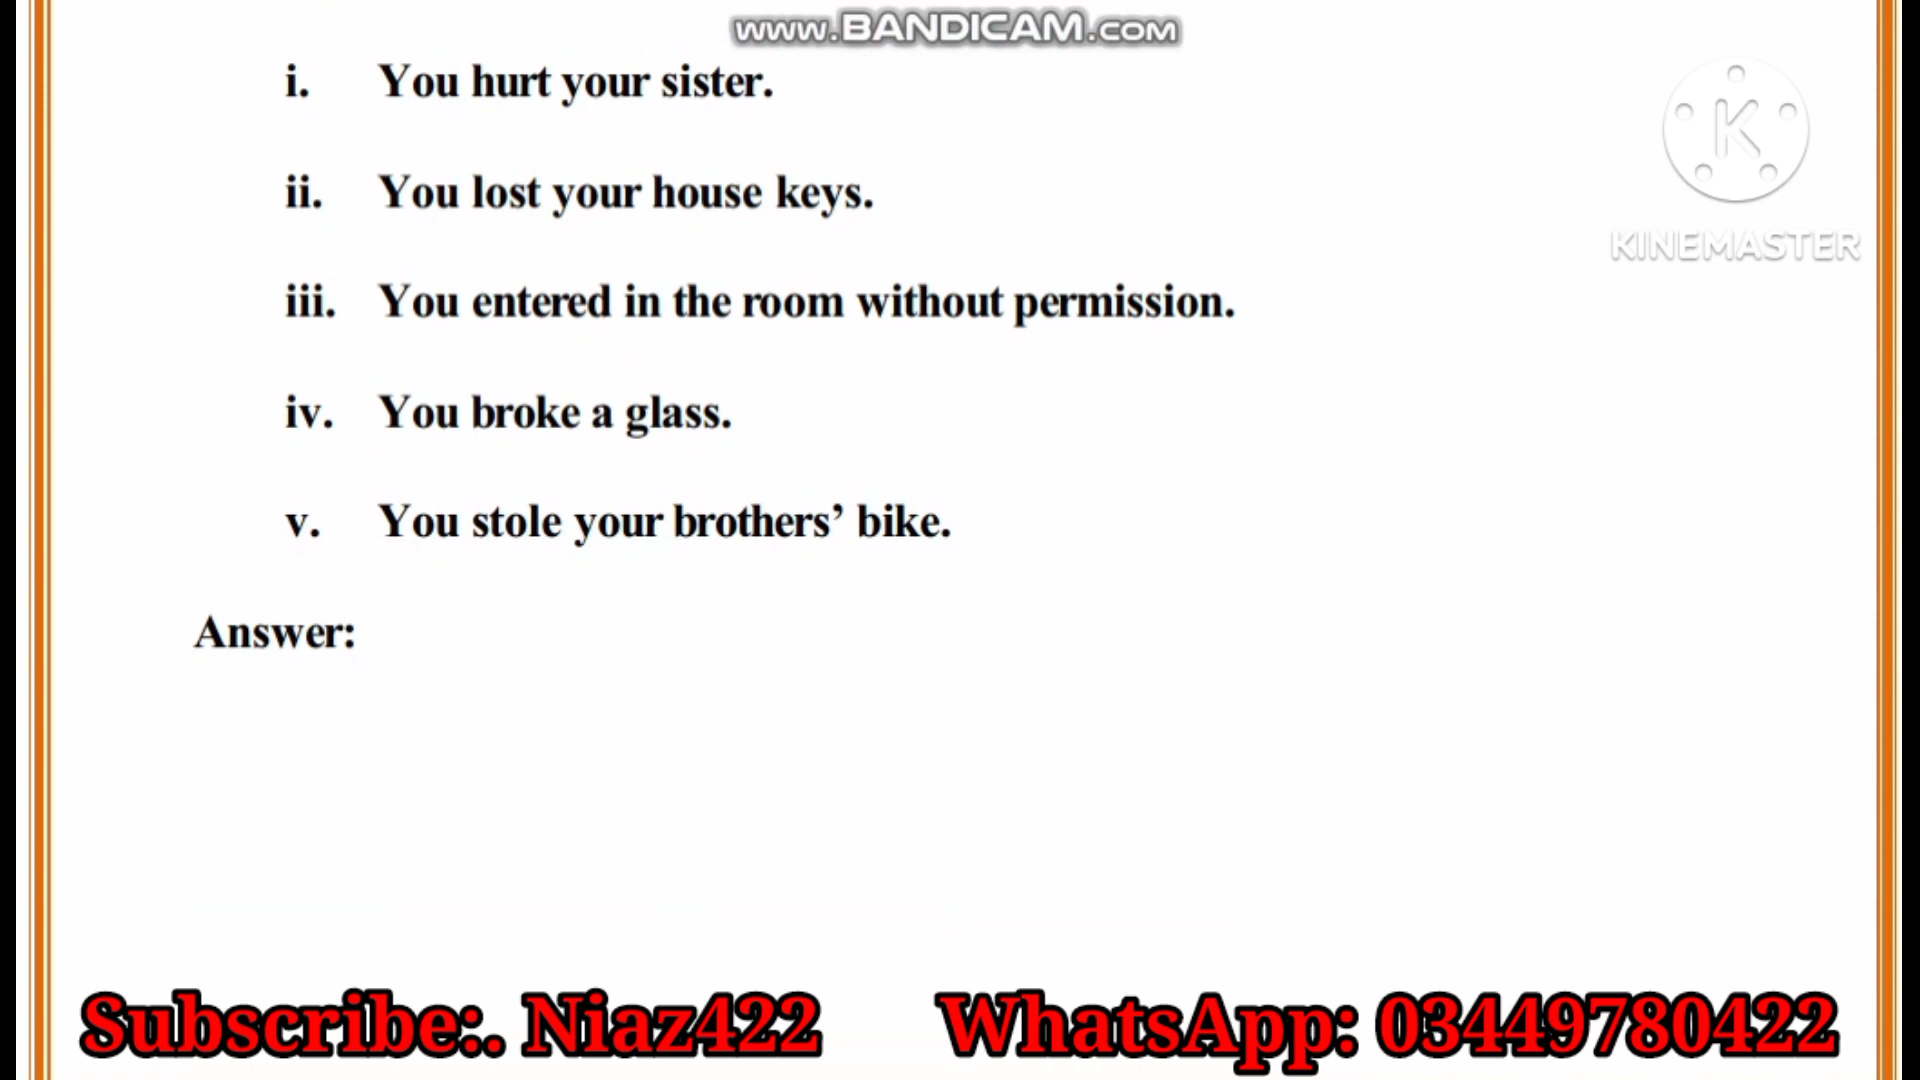 www.BANDICAM.com
i. You hurt your sister.
ii. You lost your house keys.
K
KINEMASTER
iii. You entered in the room without permission.
iv. You broke a glass.
v. You stole your brothers’ bike.
Answer:
Subscribe:. Niaz422 WhatsApp: 03449780422